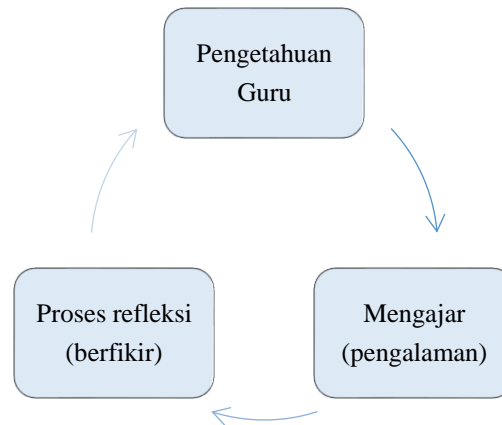 Pengetahuan
Guru
Proses refleksi
(berfikir)
Mengajar
(pengalaman)